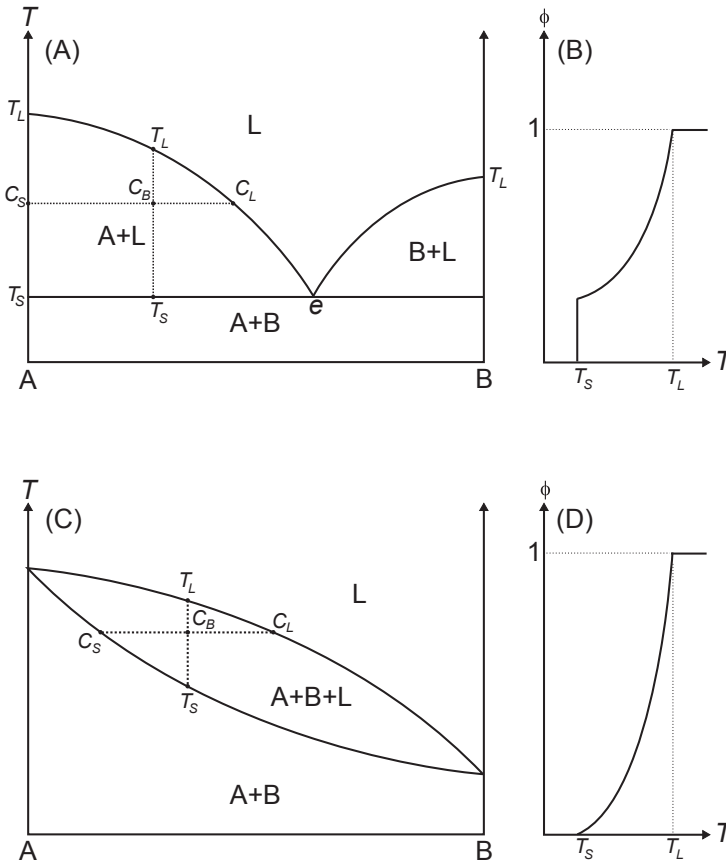 T
(A)
T_L
T_L
L
C_S
C_B
C_L
T_L
A+L
B+L
T_S
T_S
e
A+B
A
B
ϕ
(B)
1
T_S
T_L
T
T
(C)
T_L
L
C_S
C_B
C_L
T_S
A+B+L
A+B
A
B
ϕ
(D)
1
T_S
T_L
T